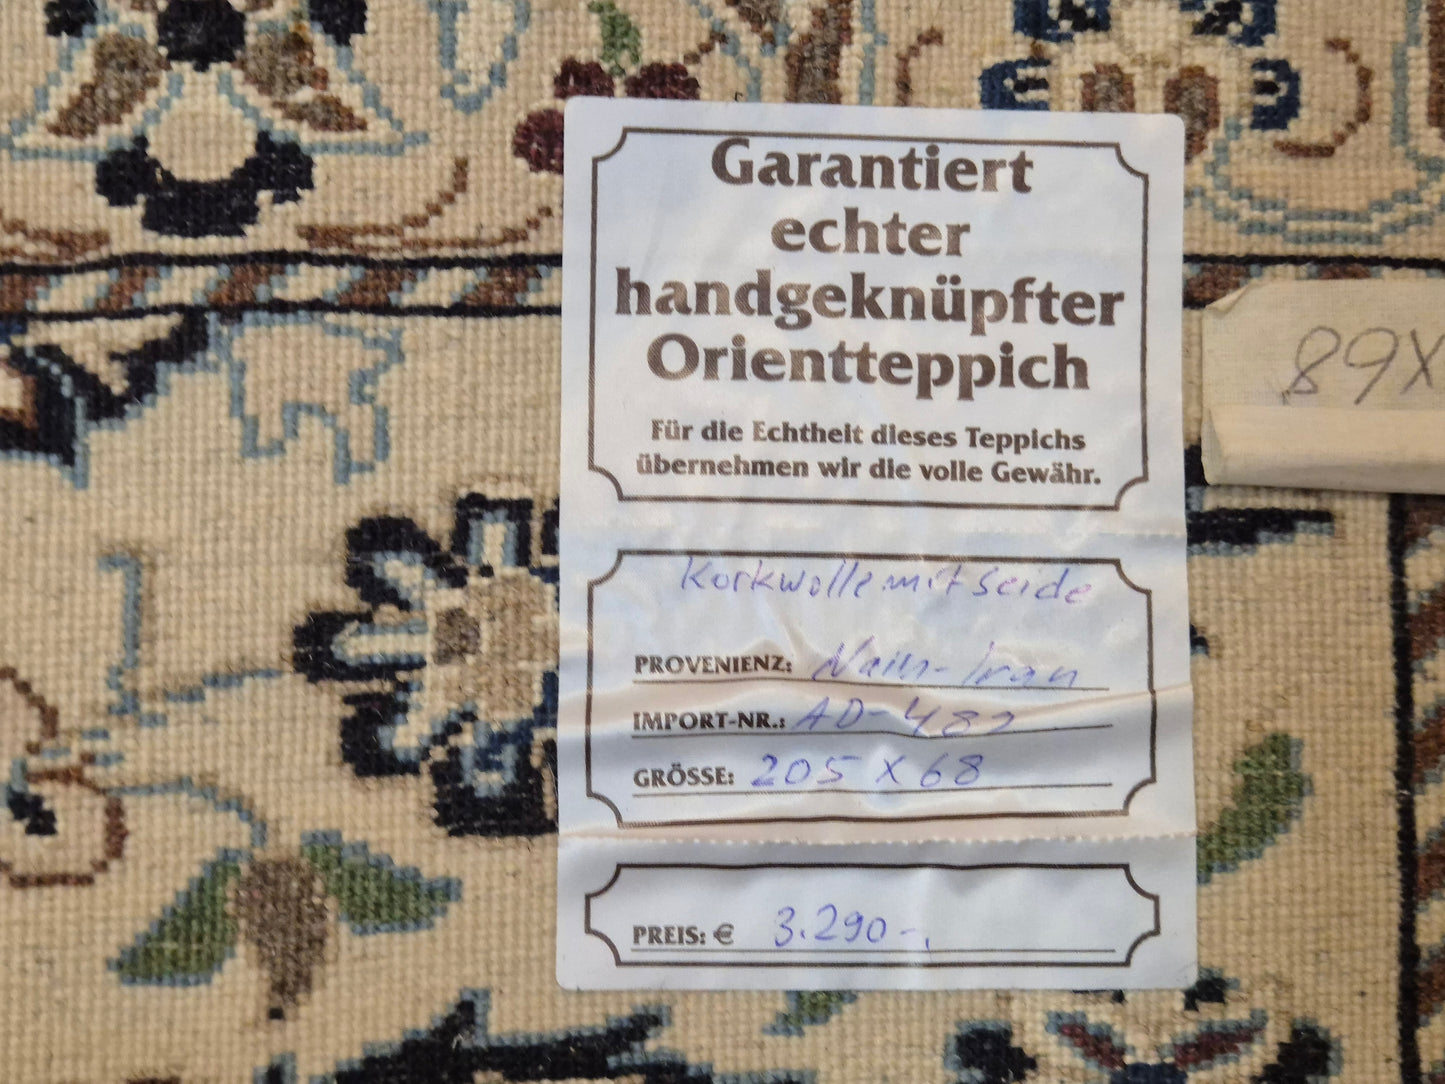 Garantiert
echter
handgeknüpfter
Orientteppich
Für die Echtheit dieses Teppichs
übernehmen wir die volle Gewähr.
Korkwolle mit Seide
PROVENIENZ: Nain-Iran
IMPORT-NR.: AD-482
GRÖSSE: 205 x 68
PREIS: € 3.290-.
89X